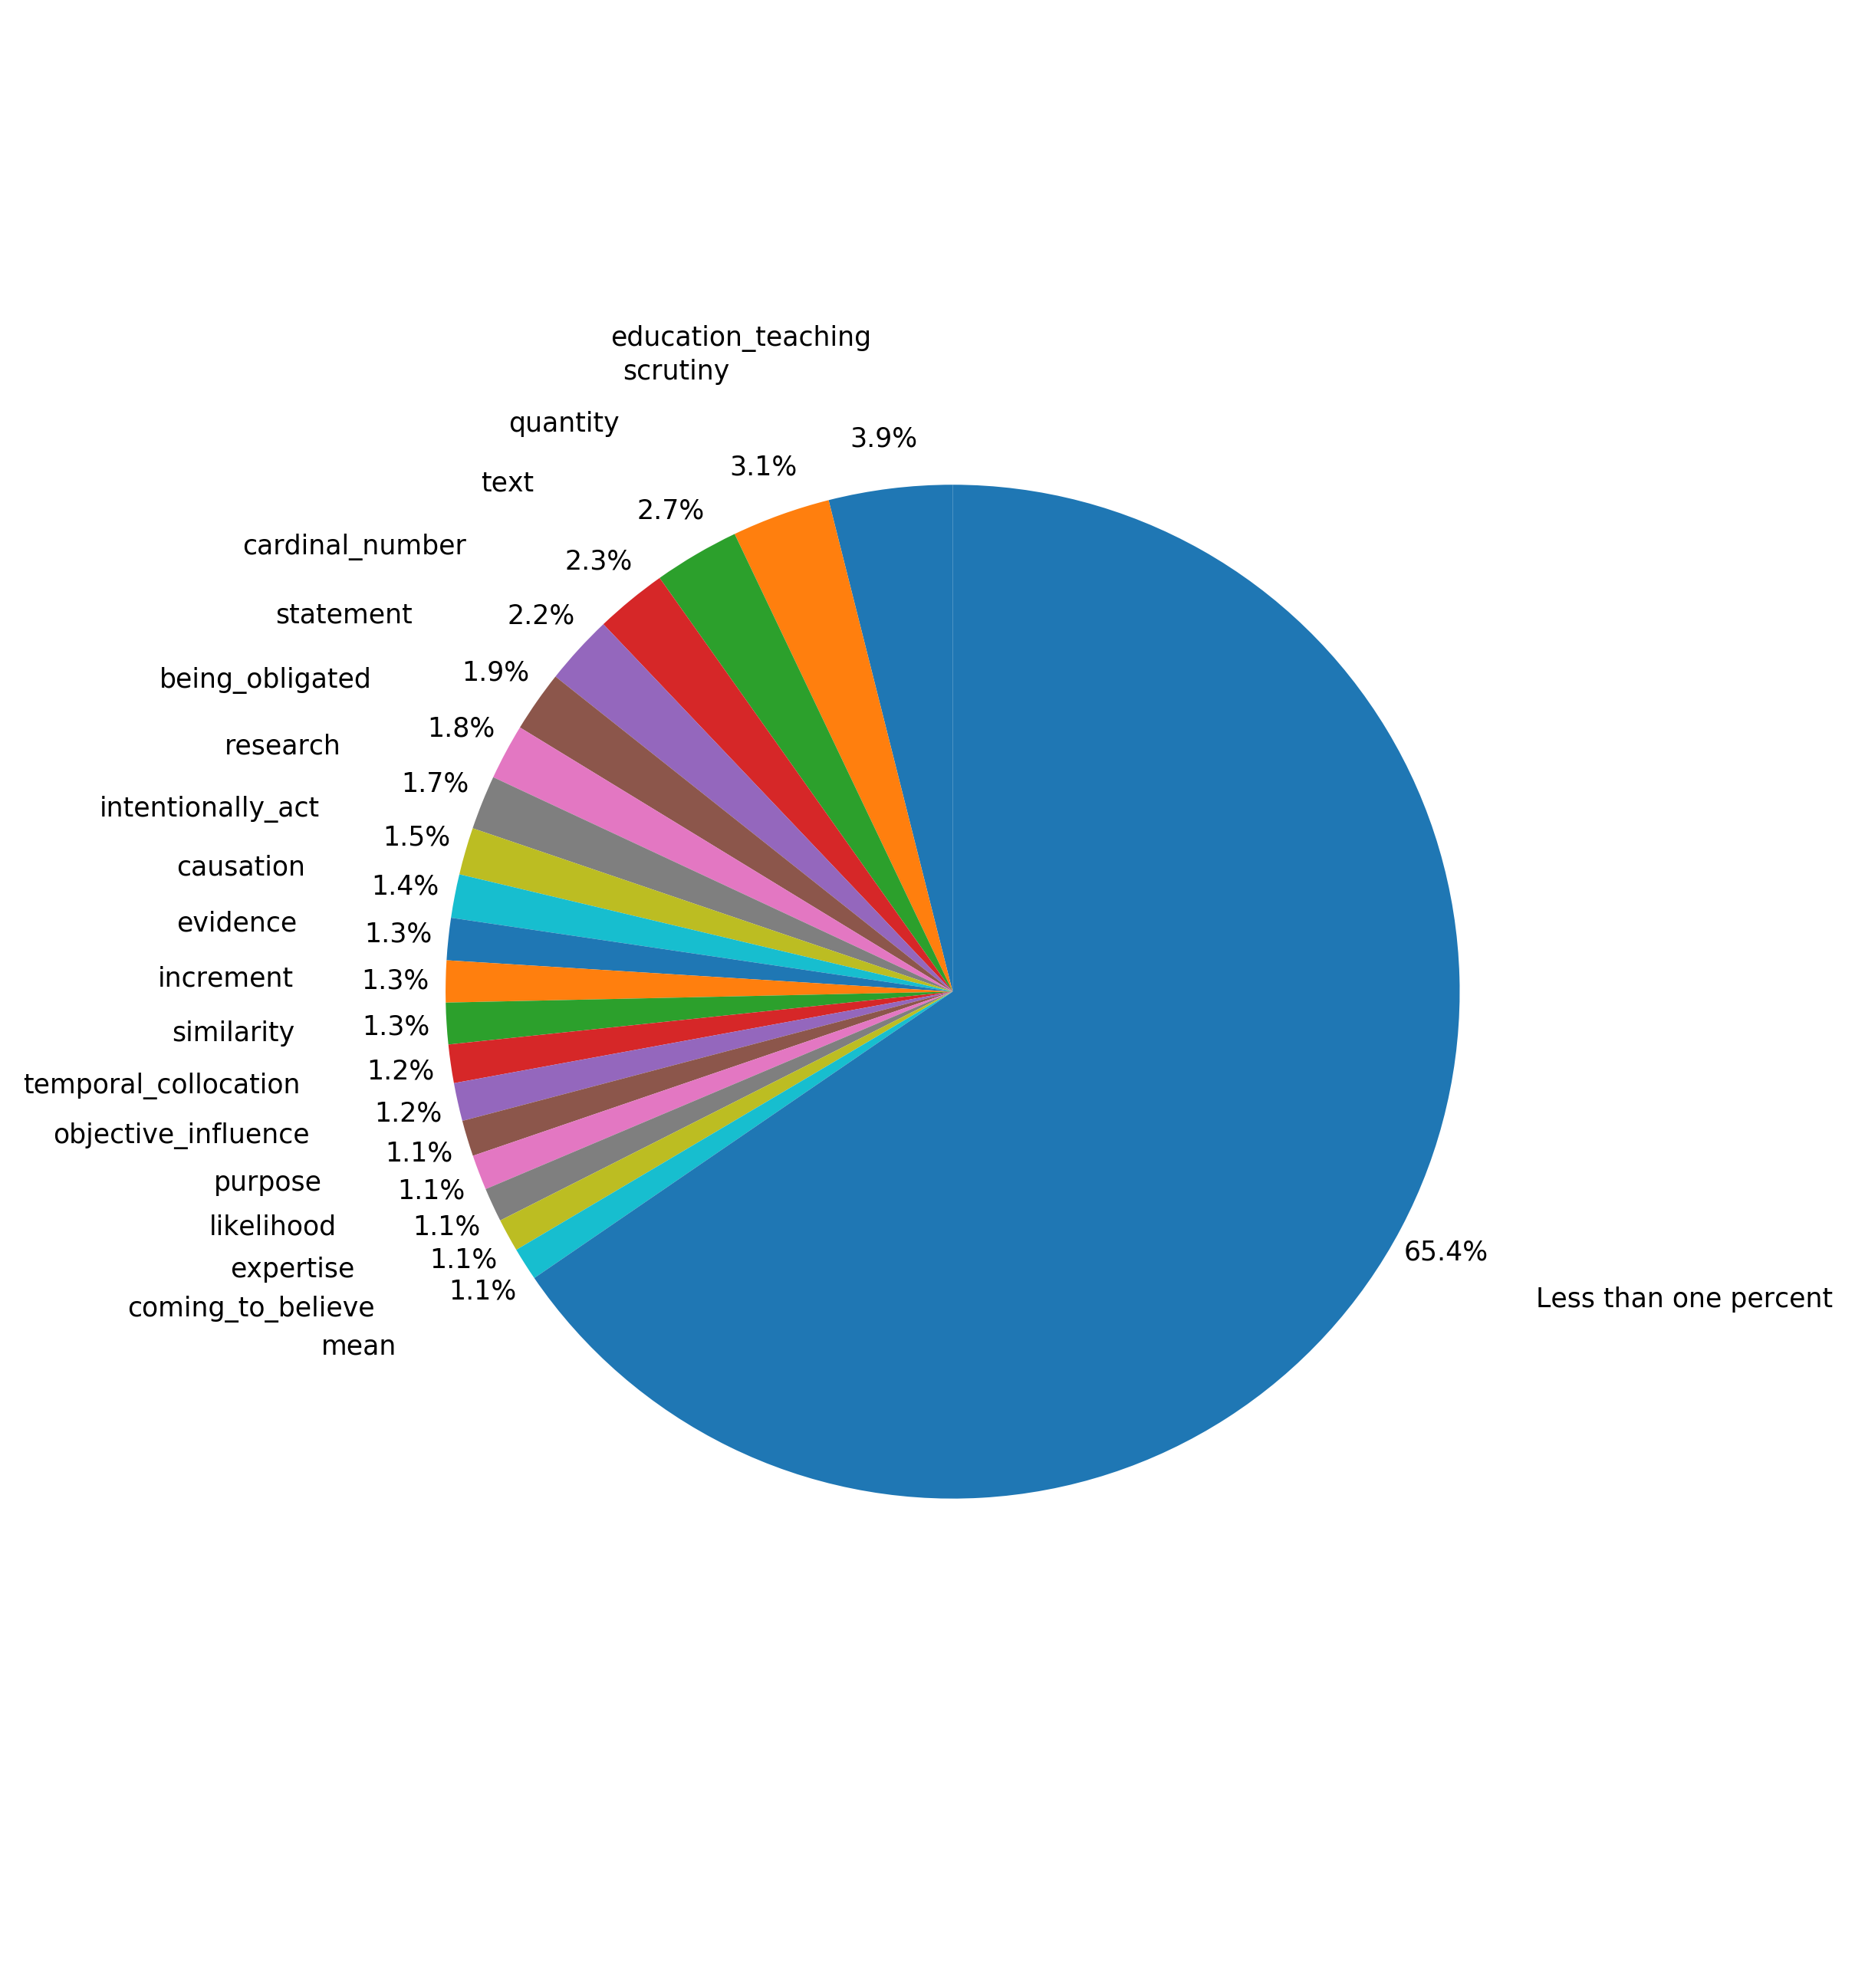 education_teaching
scrutiny
quantity
text
cardinal_number
statement
being_obligated
research
intentionally_act
causation
evidence
increment
similarity
temporal_collocation
objective_influence
purpose
likelihood
expertise
coming_to_believe
mean
Less than one percent
3.9%
3.1%
2.7%
2.3%
2.2%
1.9%
1.8%
1.7%
1.5%
1.4%
1.3%
1.3%
1.3%
1.2%
1.2%
1.1%
1.1%
1.1%
1.1%
1.1%
65.4%